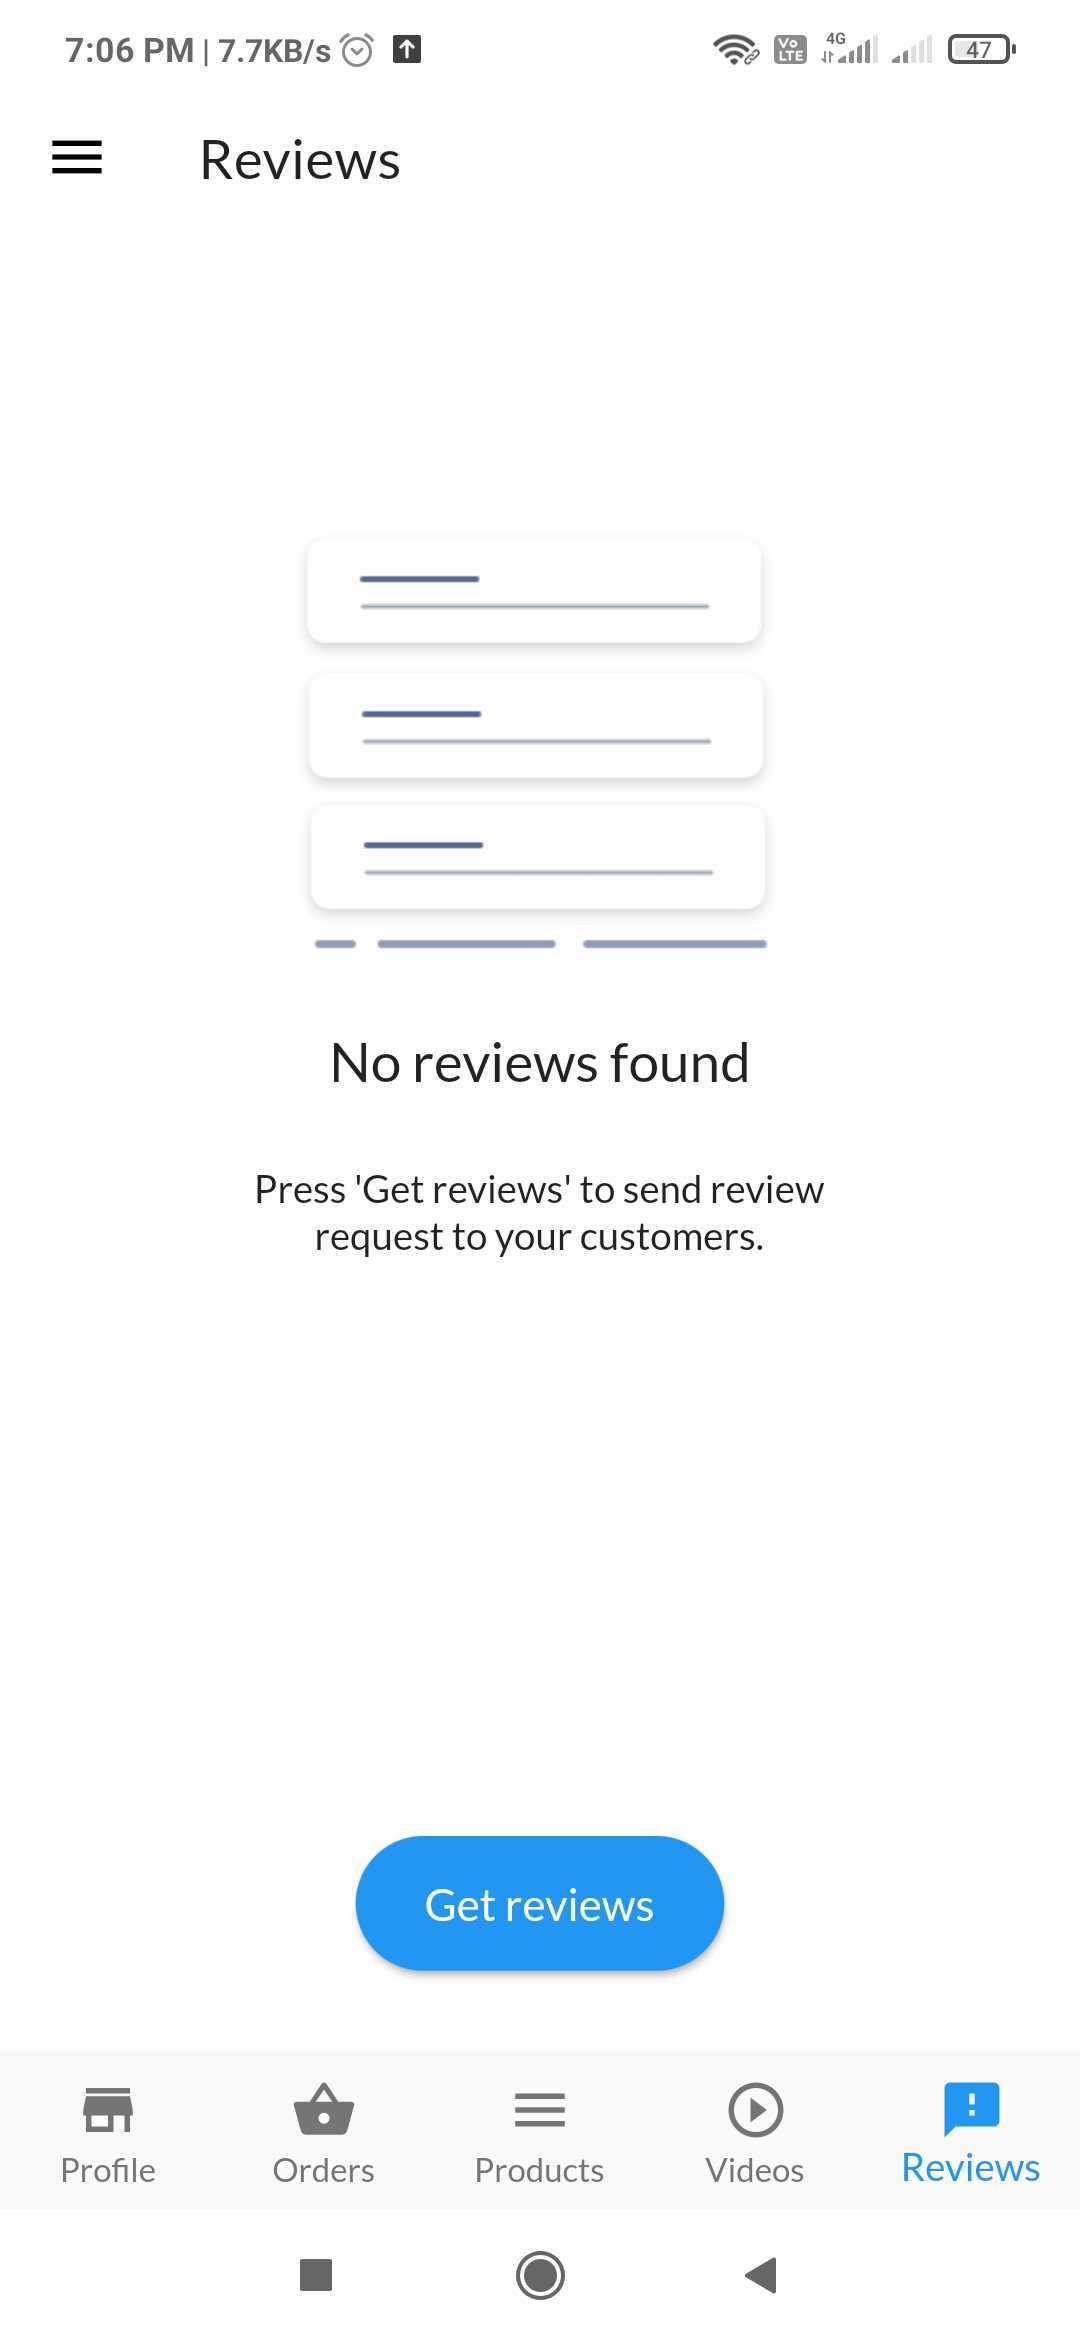 7:06 PM | 7.7KB/s
Vo
LTE
4G
47
Reviews
No reviews found
Press 'Get reviews' to send review
request to your customers.
Get reviews
Profile
Orders
Products
Videos
Reviews